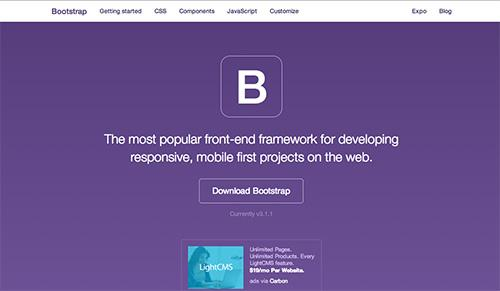 Bootstrap Getting started CSS Components JavaScript Customize Expo Blog
B
The most popular front-end framework for developing
responsive, mobile first projects on the web.
Download Bootstrap
Currently v3.1.1
LightCMS
Unlimited Pages.
Unlimited Products. Every
LightCMS feature.
$19/mo Per Website.
ads via Carbon